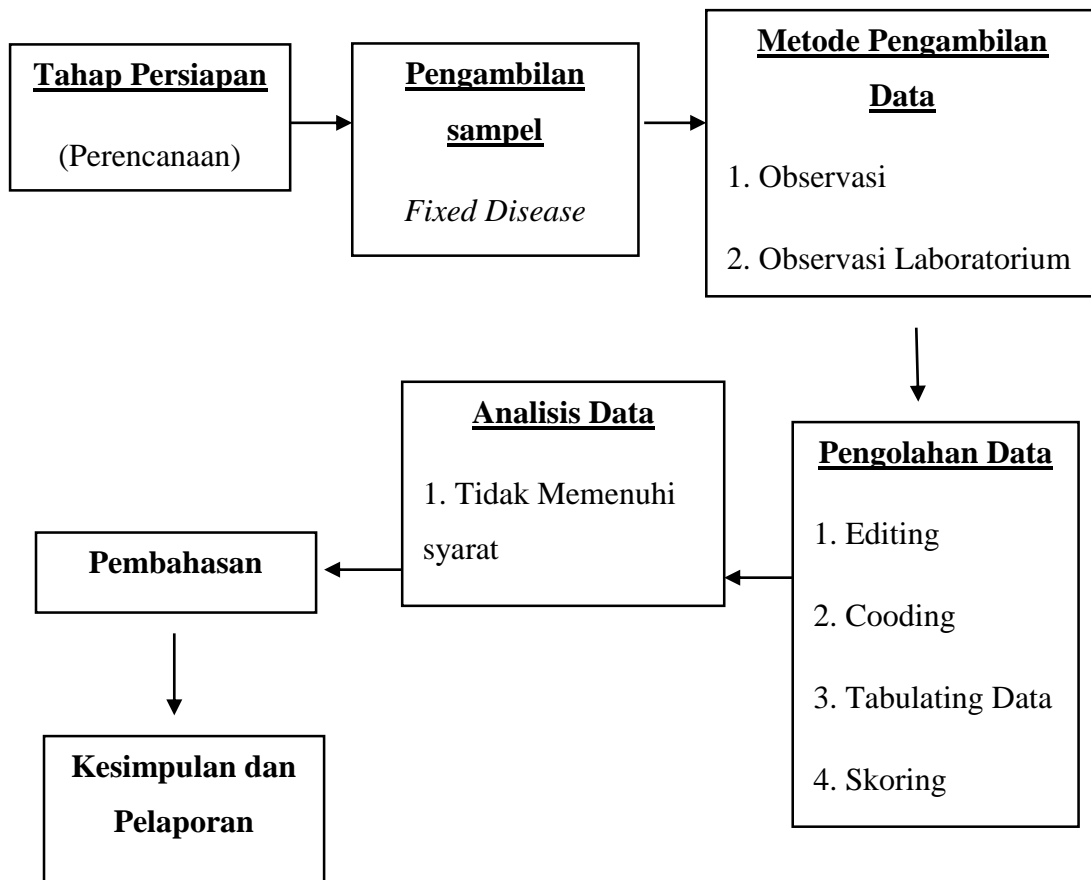 Tahap Persiapan
(Perencanaan)
Pengambilan
sampel
Fixed Disease
Metode Pengambilan
Data
1. Observasi
2. Observasi Laboratorium
Pengolahan Data
1. Editing
2. Cooding
3. Tabulating Data
4. Skoring
Analisis Data
1. Tidak Memenuhi
syarat
Pembahasan
Kesimpulan dan
Pelaporan